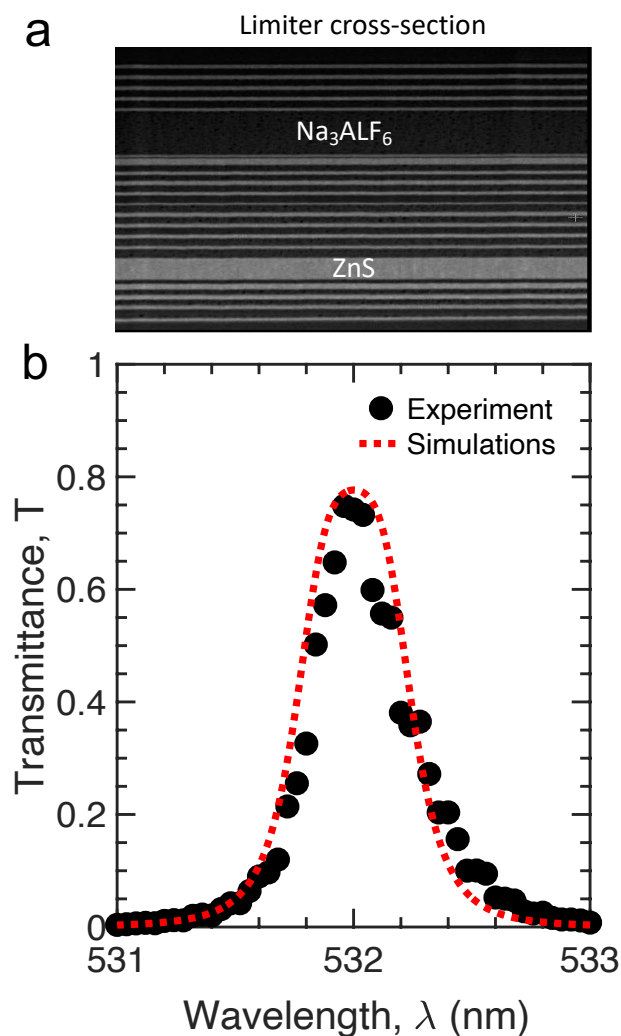 a
Limiter cross-section
Na₃ALF₆
ZnS
b
1
0.8
0.6
0.4
0.2
0
Experiment
Simulations
Transmittance, T
531
532
533
Wavelength, λ (nm)